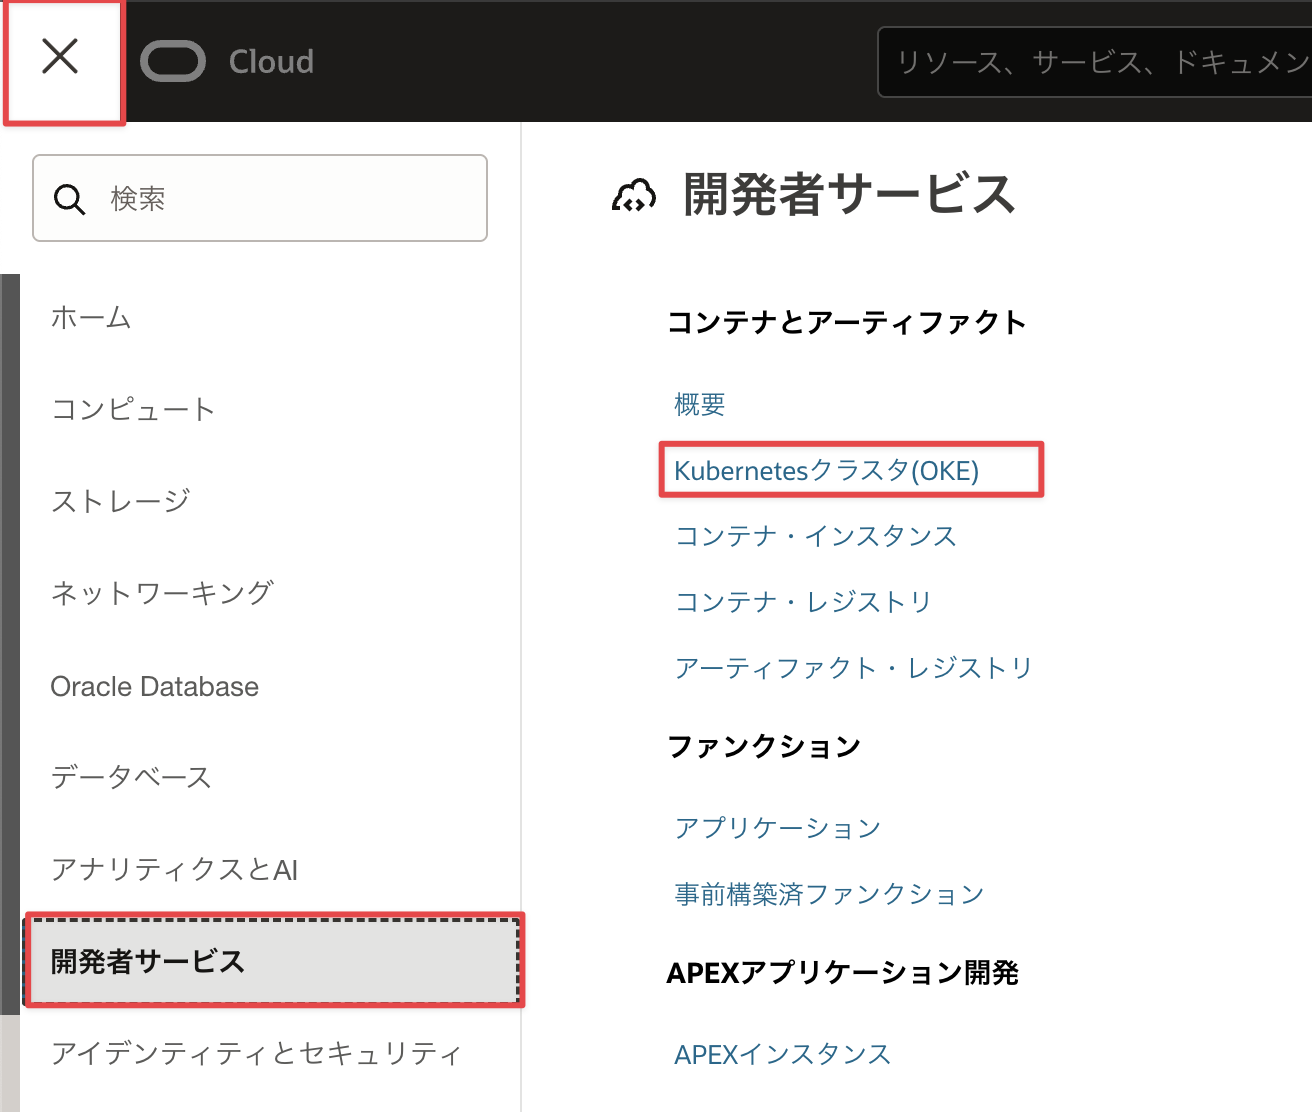 Cloud
リソース、サービス、ドキュメン
検索
ホーム
コンピュート
ストレージ
ネットワーキング
Oracle Database
データベース
アナリティクスとAI
開発者サービス
アイデンティティとセキュリティ
開発者サービス
コンテナとアーティファクト
概要
Kubernetesクラスタ(OKE)
コンテナ・インスタンス
コンテナ・レジストリ
アーティファクト・レジストリ
ファンクション
アプリケーション
事前構築済ファンクション
APEXアプリケーション開発
APEXインスタンス